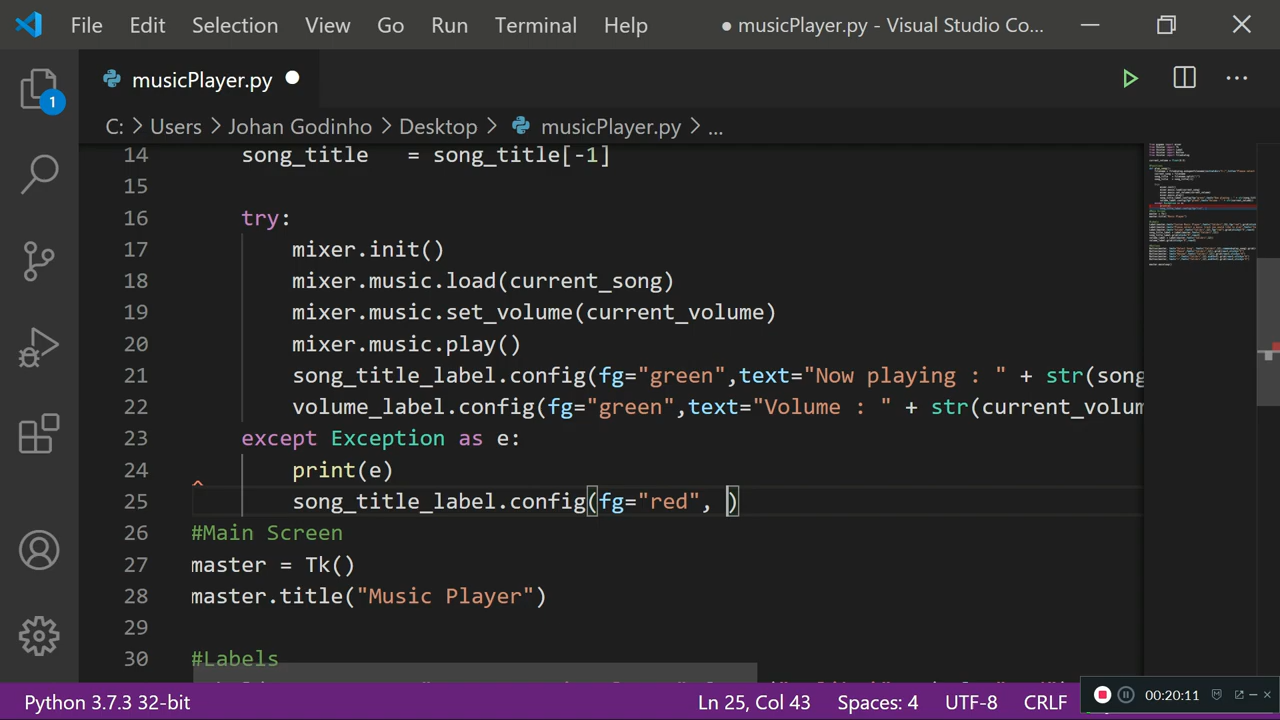 File Edit Selection View Go Run Terminal Help ● musicPlayer.py - Visual Studio Co...
musicPlayer.py
1
C: > Users > Johan Godinho > Desktop > musicPlayer.py > ...
14 song_title = song_title[-1]
15
16 try:
17 mixer.init()
18 mixer.music.load(current_song)
19 mixer.music.set_volume(current_volume)
20 mixer.music.play()
21 song_title_label.config(fg="green",text="Now playing : " + str(song
22 volume_label.config(fg="green",text="Volume : " + str(current_volum
23 except Exception as e:
24 print(e)
25 song_title_label.config(fg="red", )
26 #Main Screen
27 master = Tk()
28 master.title("Music Player")
29
30 #Labels
Python 3.7.3 32-bit Ln 25, Col 43 Spaces: 4 UTF-8 CRLF 00:20:11